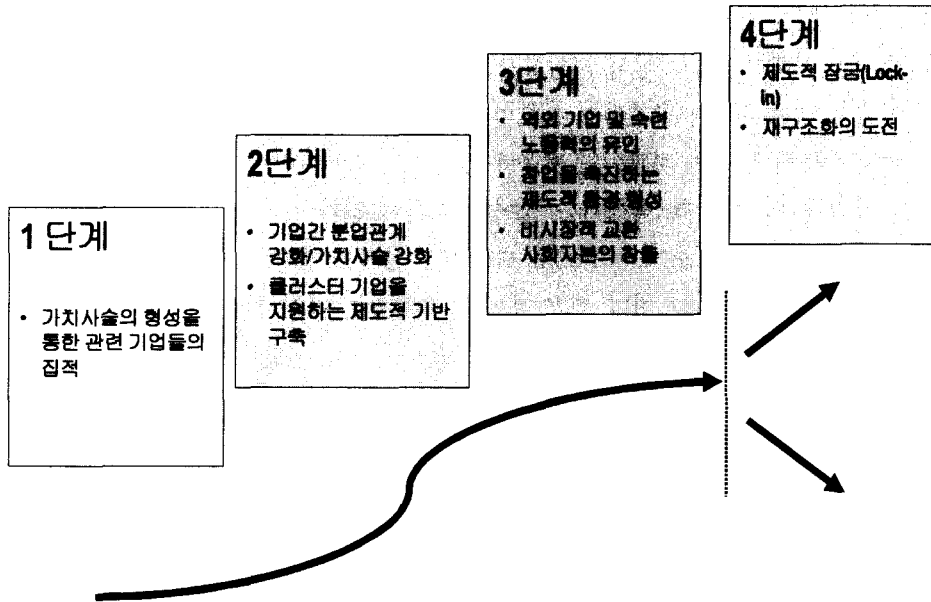 1 단계
• 가치사슬의 형성을
통한 관련 기업들의
집적
2단계
• 기업간 분업관계
강화/가치사슬 강화
• 클러스터 기업을
지원하는 제도적 기반
구축
3단계
• 역외 기업 및 숙련
노동력의 유인
• 창업을 촉진하는
제도적 환경 형성
• 비시장적 교환
사회자본의 창출
4단계
• 제도적 잠금(Lock-
in)
• 재구조화의 도전